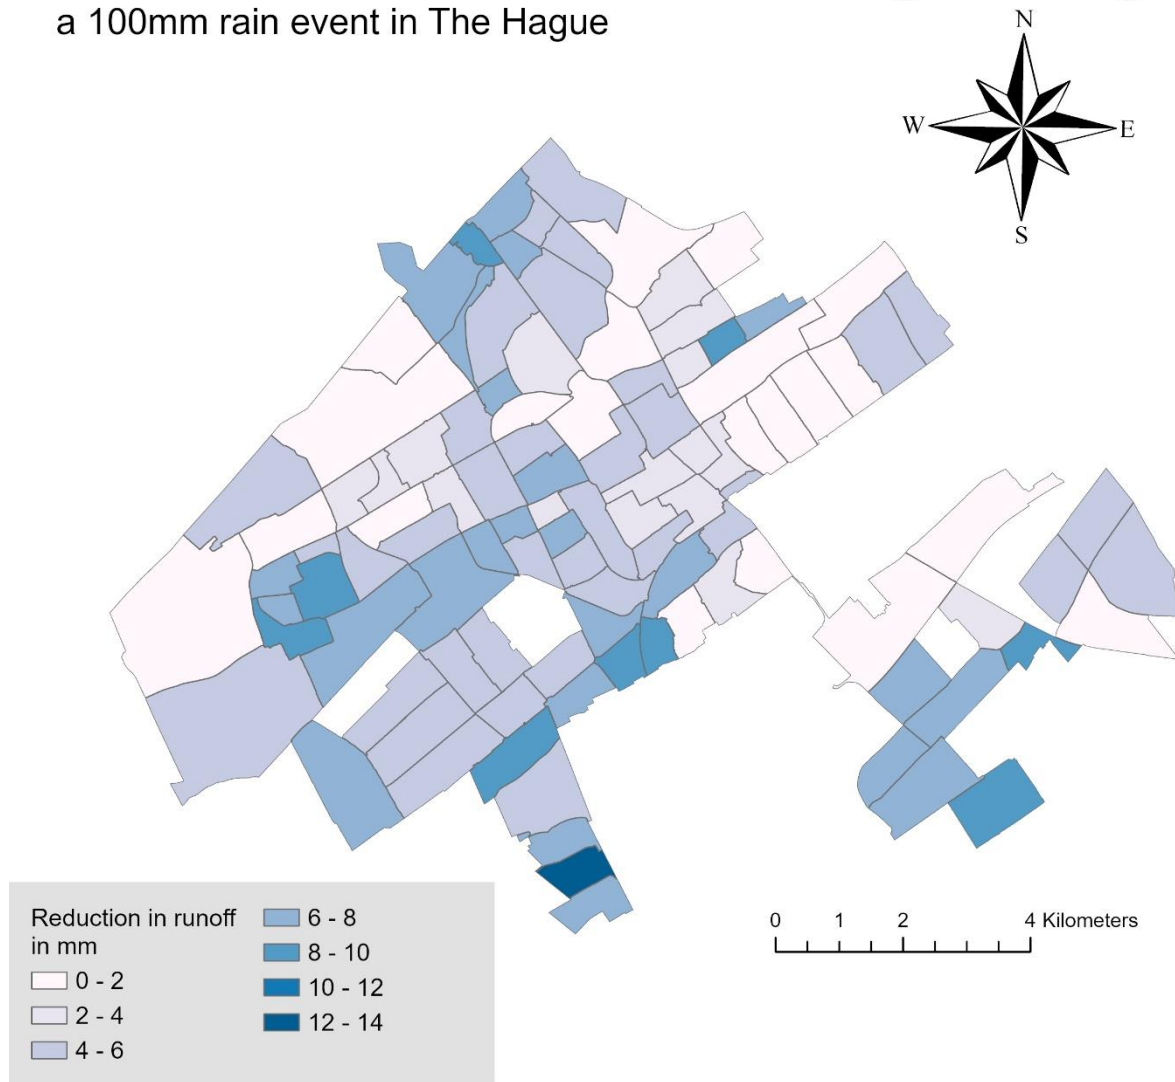 a 100mm rain event in The Hague
N
W
E
S
Reduction in runoff
in mm
0 - 2
2 - 4
4 - 6
6 - 8
8 - 10
10 - 12
12 - 14
0 1 2 4 Kilometers